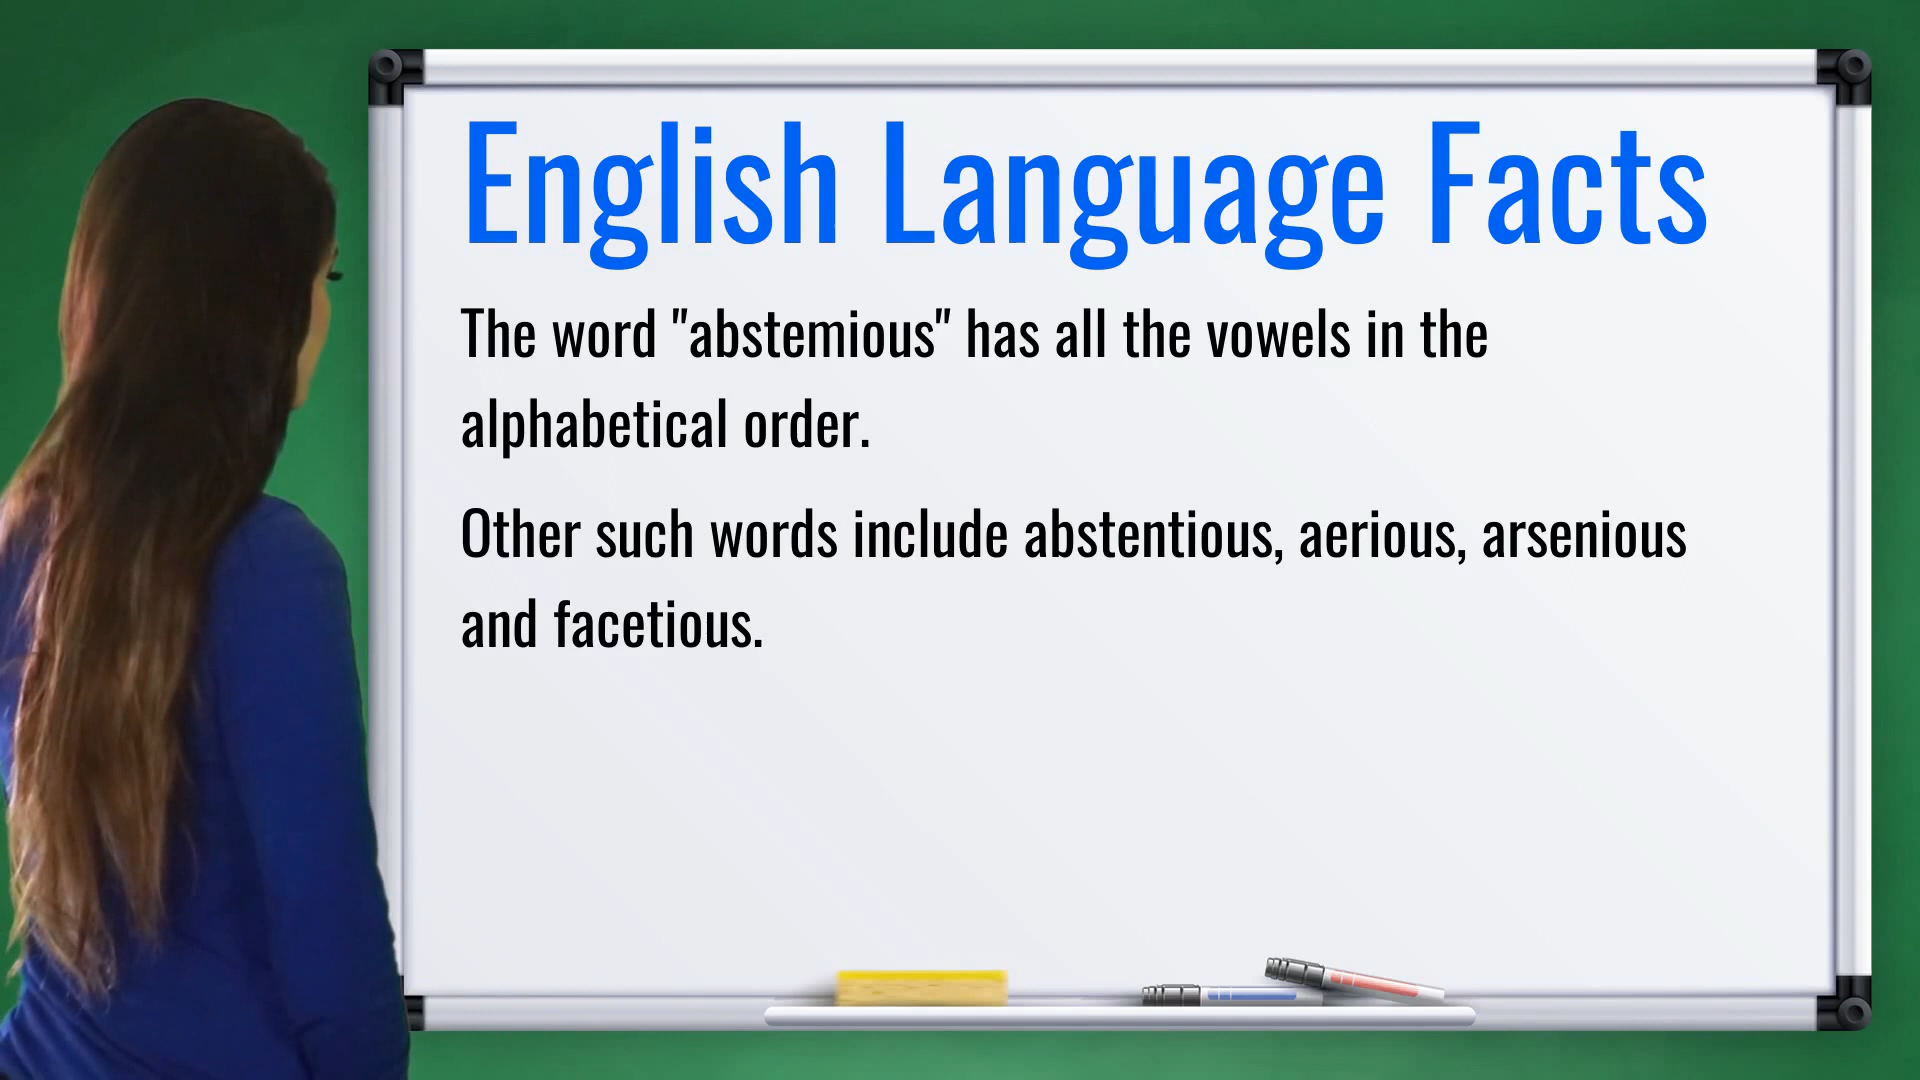 English Language Facts
The word "abstemious" has all the vowels in the
alphabetical order.
Other such words include abstentious, aerious, arsenious
and facetious.